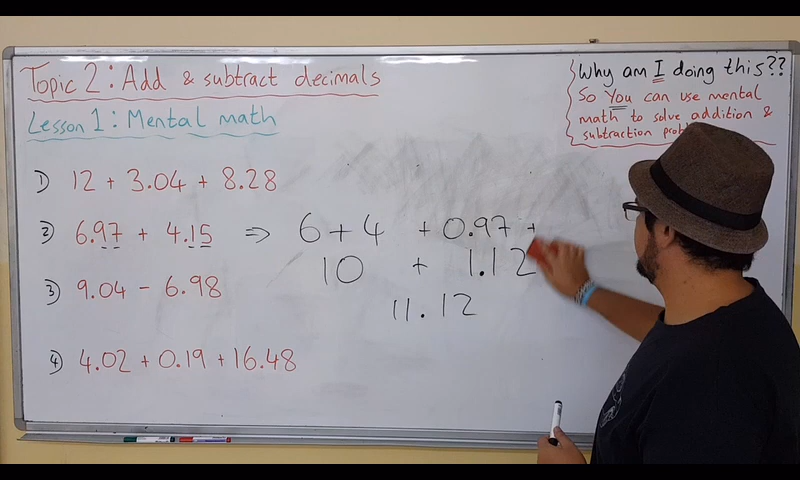 Topic 2: Add & subtract decimals
Lesson 1: Mental math
Why am I doing this??
So You can use mental
math to solve addition &
subtraction
1) 12 + 3.04 + 8.28
2) 6.97 + 4.15 ⇒ 6 + 4 + 0.97 +
10 + 1.12
11.12
3) 9.04 - 6.98
4) 4.02 + 0.19 + 16.48